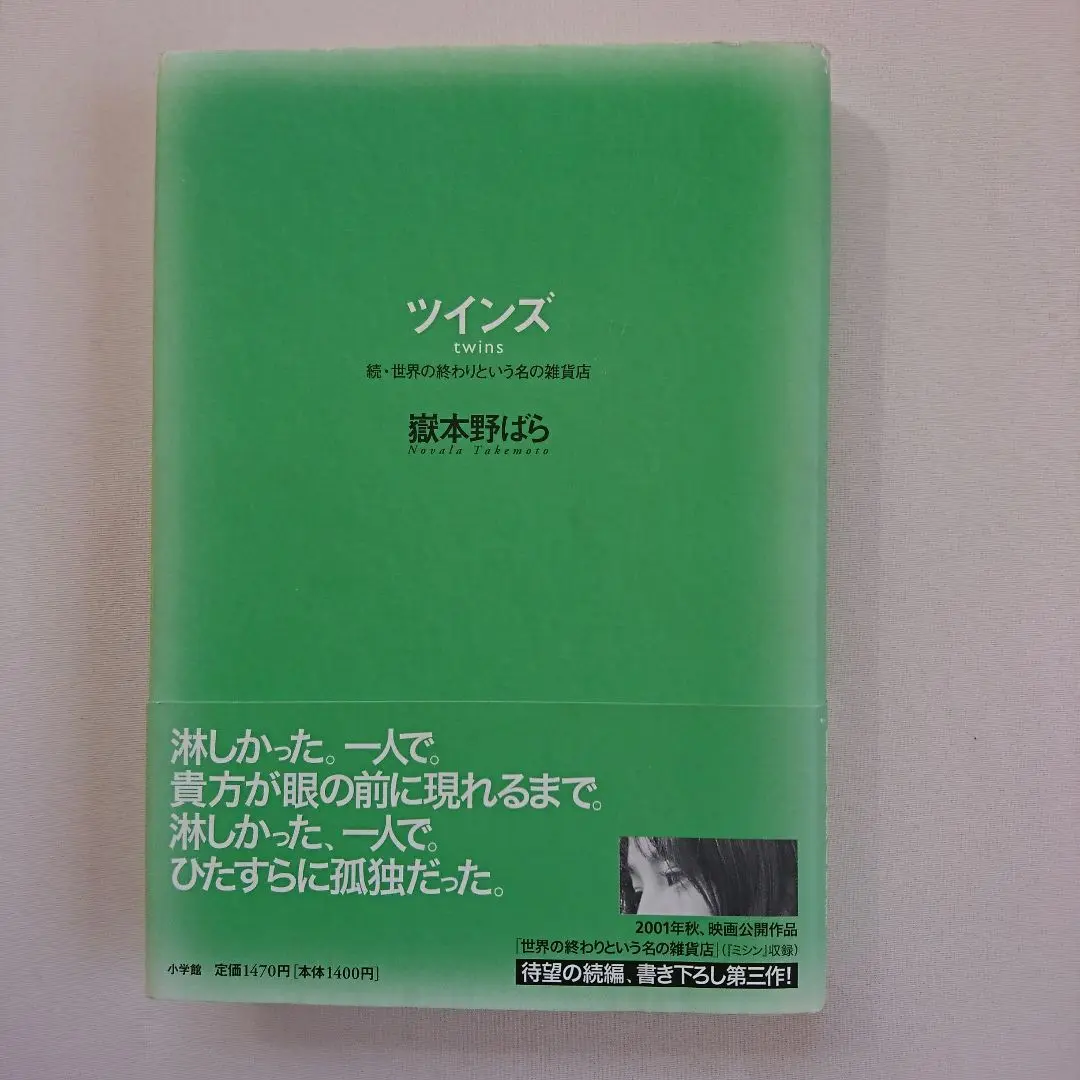 ツインズ
twins
続・世界の終わりという名の雑貨店
嶽本野ばら
Novala Takemoto
淋しかった。一人で。
貴方が眼の前に現れるまで。
淋しかった、一人で。
ひたすらに孤独だった。
2001年秋、映画公開作品
「世界の終わりという名の雑貨店」(『ミシン』収録)
待望の続編、書き下ろし第三作!
小学館 定価1470円[本体1400円]